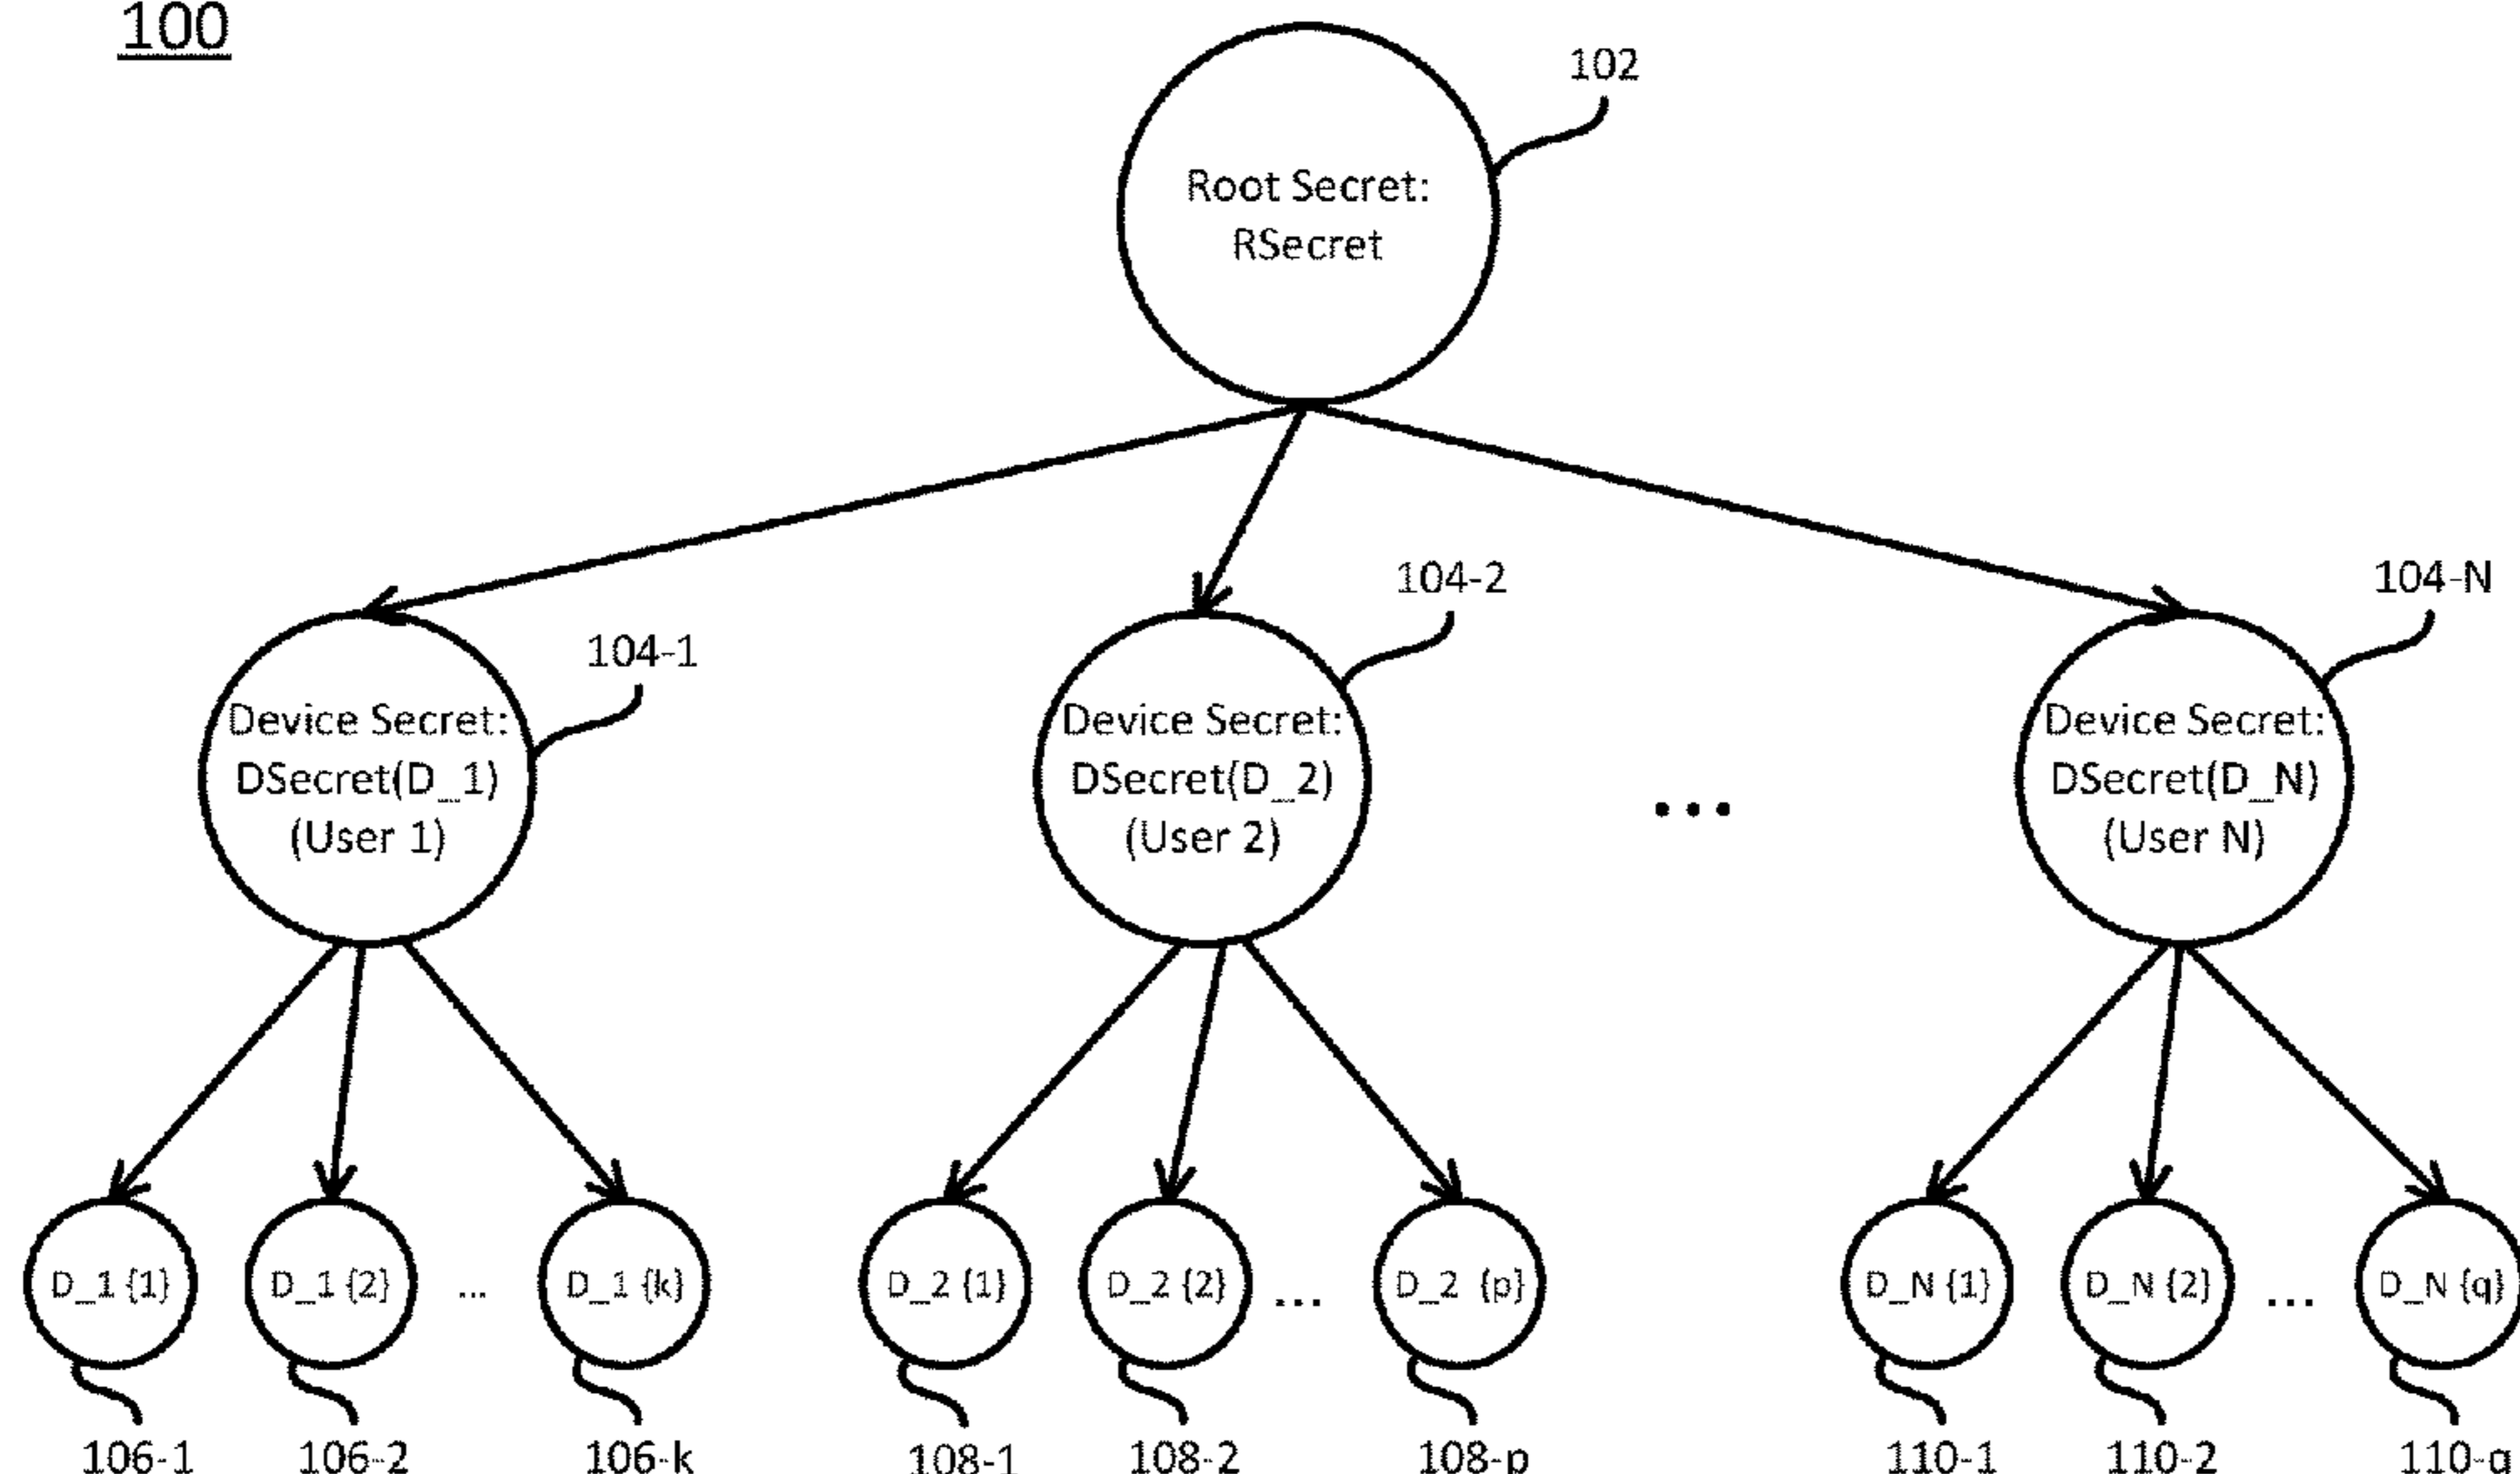 100
102
Root Secret:
RSecret
104-1
104-2
104-N
Device Secret:
DSecret(D_1)
(User 1)
Device Secret:
DSecret(D_2)
(User 2)
...
Device Secret:
DSecret(D_N)
(User N)
D_1 {1}
D_1 {2}
...
D_1 {k}
D_2 {1}
D_2 {2}
...
D_2 {p}
D_N {1}
D_N {2}
...
D_N {q}
106-1
106-2
106-k
108-1
108-2
108-p
110-1
110-2
110-q